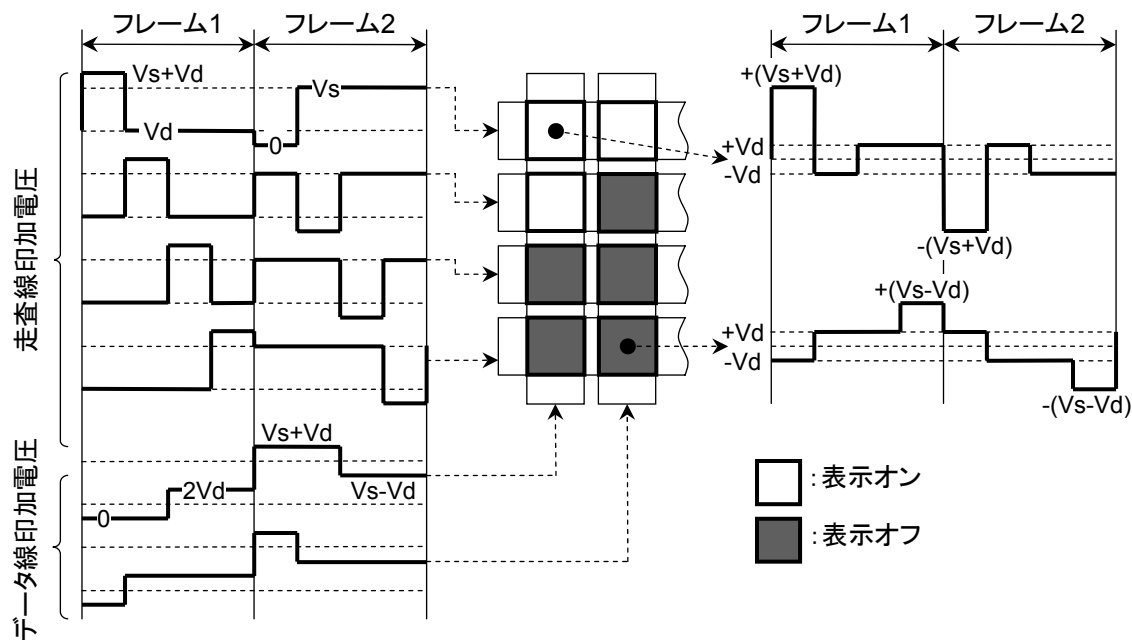 フレーム1
フレーム2
走査線印加電圧
Vs+Vd
Vd
0
Vs
データ線印加電圧
Vs+Vd
0
2Vd
Vs-Vd
フレーム1
フレーム2
+(Vs+Vd)
+Vd
-Vd
-(Vs+Vd)
+(Vs-Vd)
+Vd
-Vd
-(Vs-Vd)
:表示オン
:表示オフ